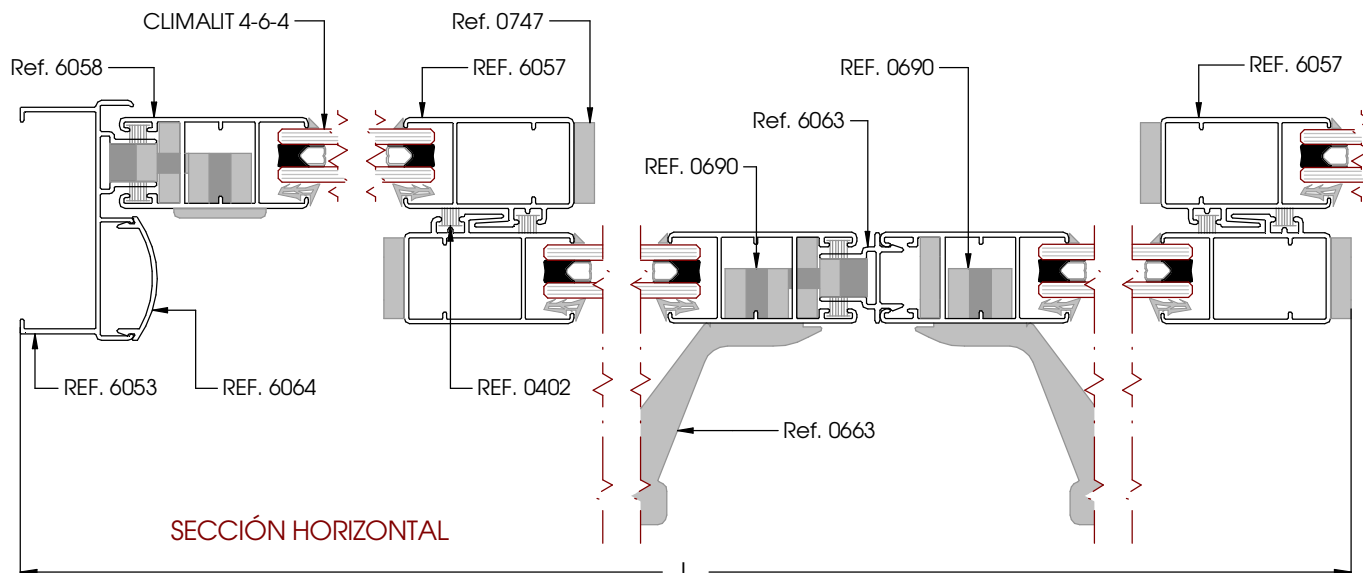 CLIMALIT 4-6-4
Ref. 0747
Ref. 6058
REF. 6057
REF. 0690
REF. 6057
Ref. 6063
REF. 0690
REF. 6053
REF. 6064
REF. 0402
Ref. 0663
SECCIÓN HORIZONTAL